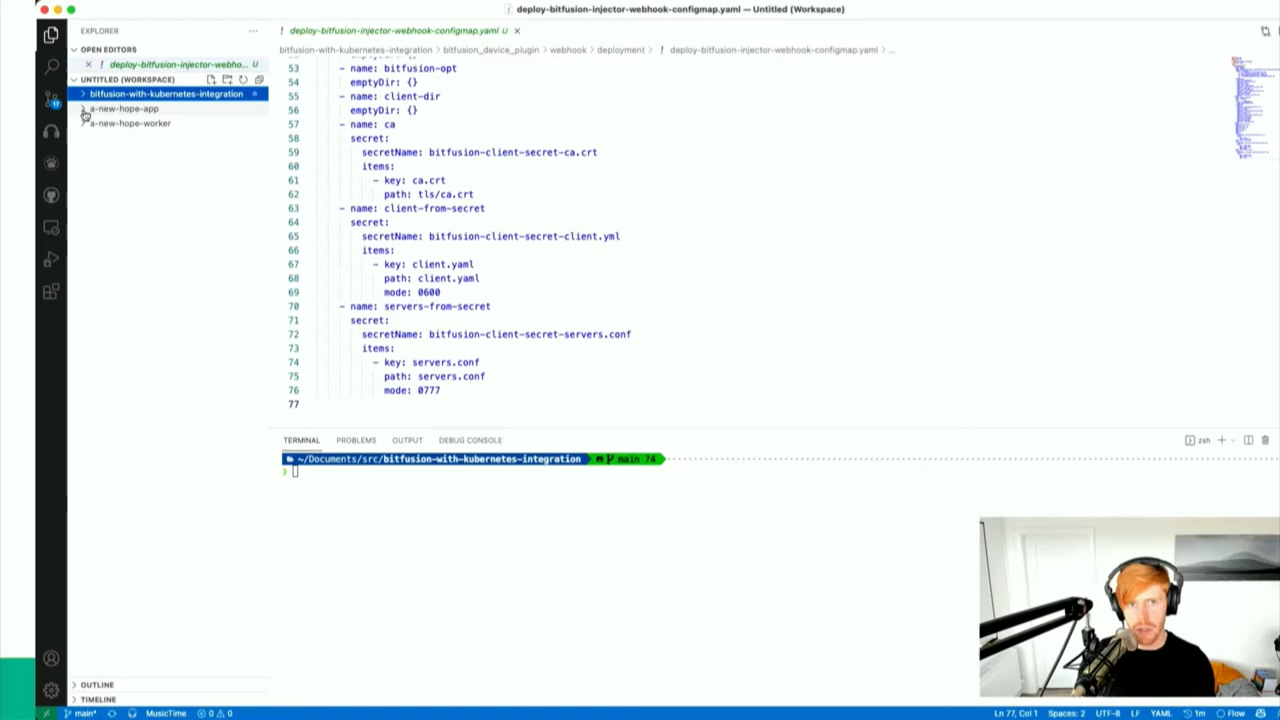 deploy-bitfusion-injector-webhook-configmap.yaml — Untitled (Workspace)
EXPLORER
OPEN EDITORS
! deploy-bitfusion-injector-webho... U
UNTITLED (WORKSPACE)
bitfusion-with-kubernetes-integration
a-new-hope-app
a-new-hope-worker
! deploy-bitfusion-injector-webhook-configmap.yaml U
bitfusion-with-kubernetes-integration > bitfusion_device_plugin > webhook > deployment > ! deploy-bitfusion-injector-webhook-configmap.yaml > ...
53 - name: bitfusion-opt
54 emptyDir: {}
55 - name: client-dir
56 emptyDir: {}
57 - name: ca
58 secret:
59 secretName: bitfusion-client-secret-ca.crt
60 items:
61 - key: ca.crt
62 path: tls/ca.crt
63 - name: client-from-secret
64 secret:
65 secretName: bitfusion-client-secret-client.yml
66 items:
67 - key: client.yaml
68 path: client.yaml
69 mode: 0600
70 - name: servers-from-secret
71 secret:
72 secretName: bitfusion-client-secret-servers.conf
73 items:
74 - key: servers.conf
75 path: servers.conf
76 mode: 0777
77
TERMINAL PROBLEMS OUTPUT DEBUG CONSOLE
zsh
~/Documents/src/bitfusion-with-kubernetes-integration main 74
17
OUTLINE
TIMELINE
main* MusicTime 0 0
Ln 77, Col 1 Spaces: 2 UTF-8 LF YAML 1m Flow